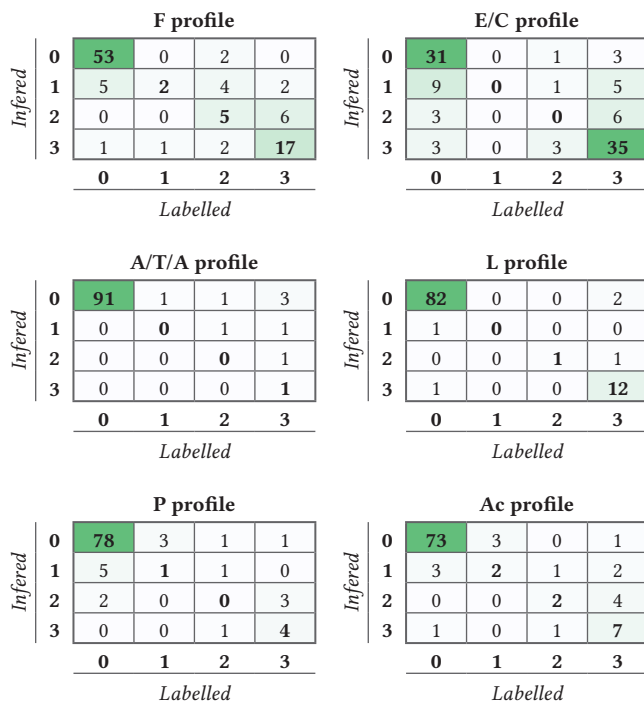 F profile
Infered
0 53 0 2 0
1 5 2 4 2
2 0 0 5 6
3 1 1 2 17
0 1 2 3
Labelled
E/C profile
Infered
0 31 0 1 3
1 9 0 1 5
2 3 0 0 6
3 3 0 3 35
0 1 2 3
Labelled
A/T/A profile
Infered
0 91 1 1 3
1 0 0 1 1
2 0 0 0 1
3 0 0 0 1
0 1 2 3
Labelled
L profile
Infered
0 82 0 0 2
1 1 0 0 0
2 0 0 1 1
3 1 0 0 12
0 1 2 3
Labelled
P profile
Infered
0 78 3 1 1
1 5 1 1 0
2 2 0 0 3
3 0 0 1 4
0 1 2 3
Labelled
Ac profile
Infered
0 73 3 0 1
1 3 2 1 2
2 0 0 2 4
3 1 0 1 7
0 1 2 3
Labelled